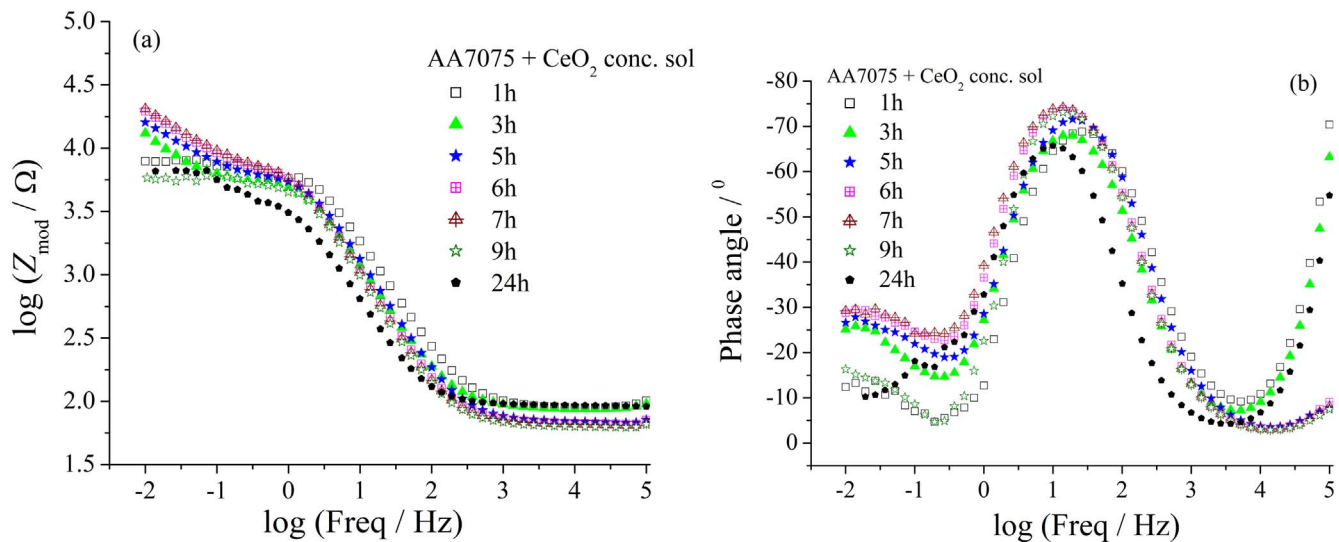 (a)
AA7075 + CeO₂ conc. sol
1h
3h
5h
6h
7h
9h
24h
5.0
4.5
4.0
3.5
3.0
2.5
2.0
1.5
log (Z_mod / Ω)
-2 -1 0 1 2 3 4 5
log (Freq / Hz)
(b)
AA7075 + CeO₂ conc. sol
1h
3h
5h
6h
7h
9h
24h
-80
-70
-60
-50
-40
-30
-20
-10
0
Phase angle / ⁰
-2 -1 0 1 2 3 4 5
log (Freq / Hz)